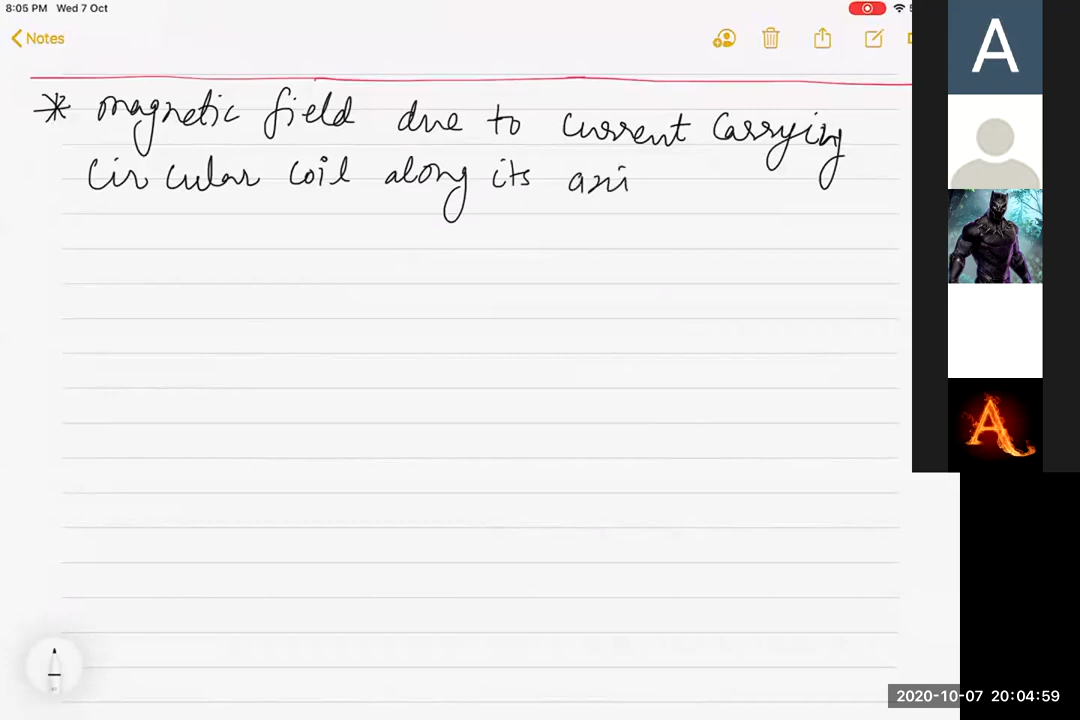 8:05 PM Wed 7 Oct
Notes
A
* magnetic field due to current carrying
circular coil along its axi
A
2020-10-07 20:04:59